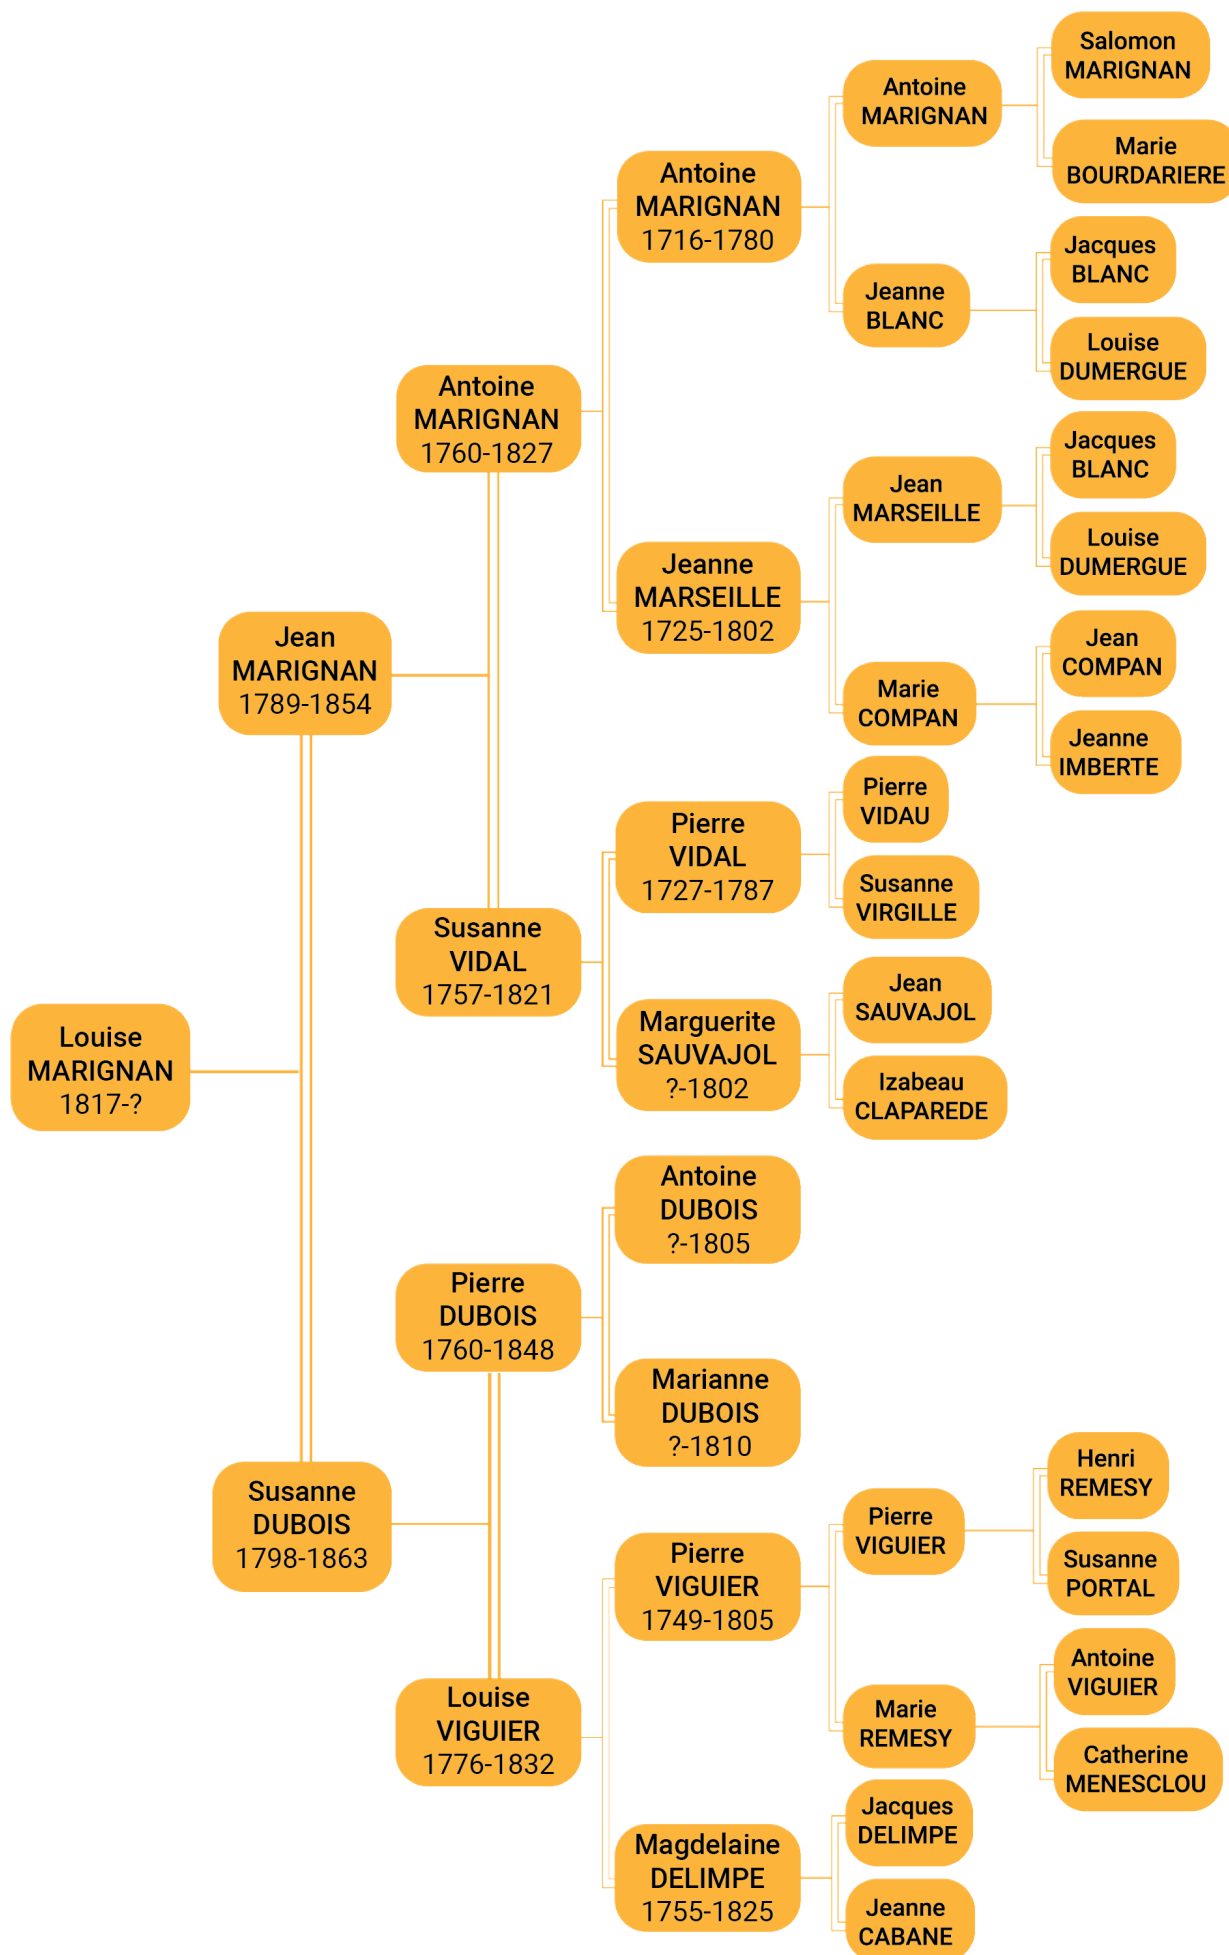 Louise
MARIGNAN
1817-?
Jean
MARIGNAN
1789-1854
Susanne
DUBOIS
1798-1863
Antoine
MARIGNAN
1760-1827
Susanne
VIDAL
1757-1821
Pierre
DUBOIS
1760-1848
Louise
VIGUIER
1776-1832
Antoine
MARIGNAN
1716-1780
Jeanne
MARSEILLE
1725-1802
Pierre
VIDAL
1727-1787
Marguerite
SAUVAJOL
?-1802
Antoine
DUBOIS
?-1805
Marianne
DUBOIS
?-1810
Pierre
VIGUIER
1749-1805
Magdelaine
DELIMPE
1755-1825
Antoine
MARIGNAN
Jeanne
BLANC
Jean
MARSEILLE
Marie
COMPAN
Pierre
VIDAU
Susanne
VIRGILLE
Jean
SAUVAJOL
Izabeau
CLAPAREDE
Pierre
VIGUIER
Marie
REMESY
Jacques
DELIMPE
Jeanne
CABANE
Salomon
MARIGNAN
Marie
BOURDARIERE
Jacques
BLANC
Louise
DUMERGUE
Jacques
BLANC
Louise
DUMERGUE
Jean
COMPAN
Jeanne
IMBERTE
Henri
REMESY
Susanne
PORTAL
Antoine
VIGUIER
Catherine
MENESCLOU